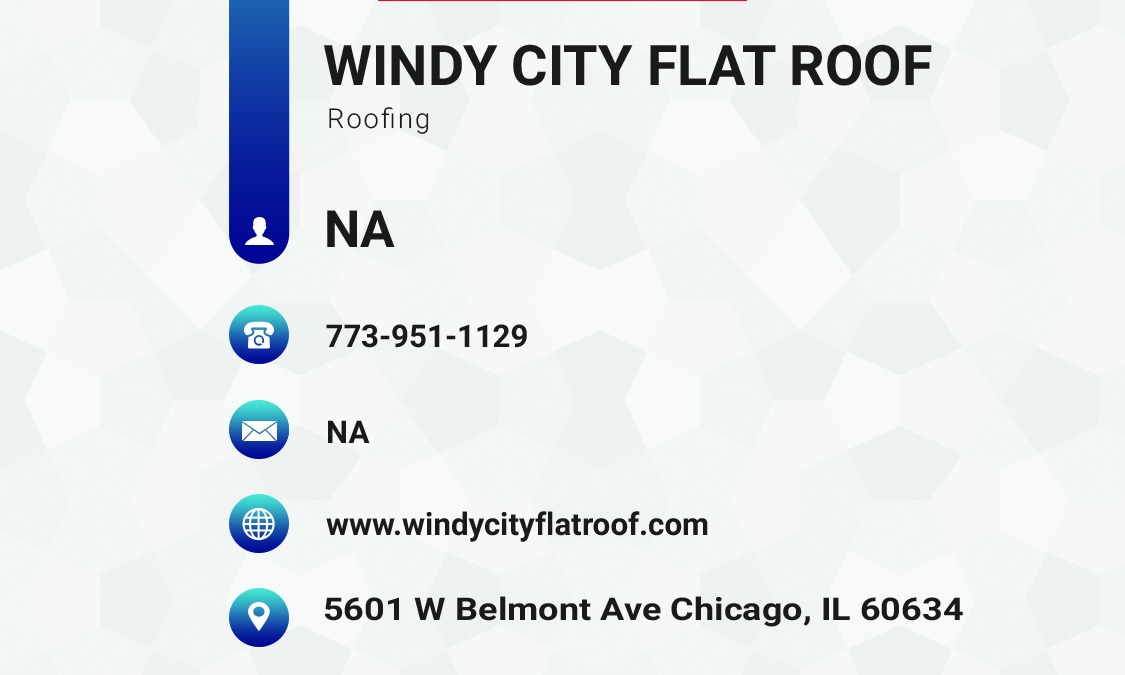 WINDY CITY FLAT ROOF
Roofing
NA
773-951-1129
NA
www.windycityflatroof.com
5601 W Belmont Ave Chicago, IL 60634